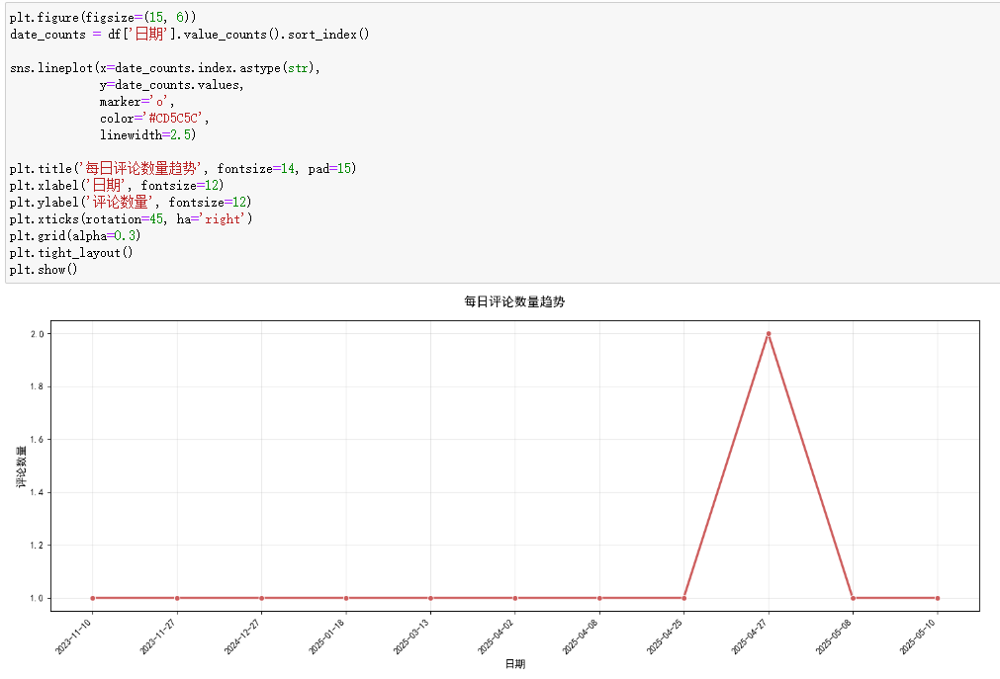 plt.figure(figsize=(15, 6))
date_counts = df['日期'].value_counts().sort_index()
sns.lineplot(x=date_counts.index.astype(str),
y=date_counts.values,
marker='o',
color='#CD5C5C',
linewidth=2.5)
plt.title('每日评论数量趋势', fontsize=14, pad=15)
plt.xlabel('日期', fontsize=12)
plt.ylabel('评论数量', fontsize=12)
plt.xticks(rotation=45, ha='right')
plt.grid(alpha=0.3)
plt.tight_layout()
plt.show()
每日评论数量趋势
评论数量
2.0
1.8
1.6
1.4
1.2
1.0
2023-11-10
2023-11-27
2024-12-27
2025-01-18
2025-03-13
2025-04-02
2025-04-08
2025-04-25
2025-04-27
2025-05-08
2025-05-10
日期